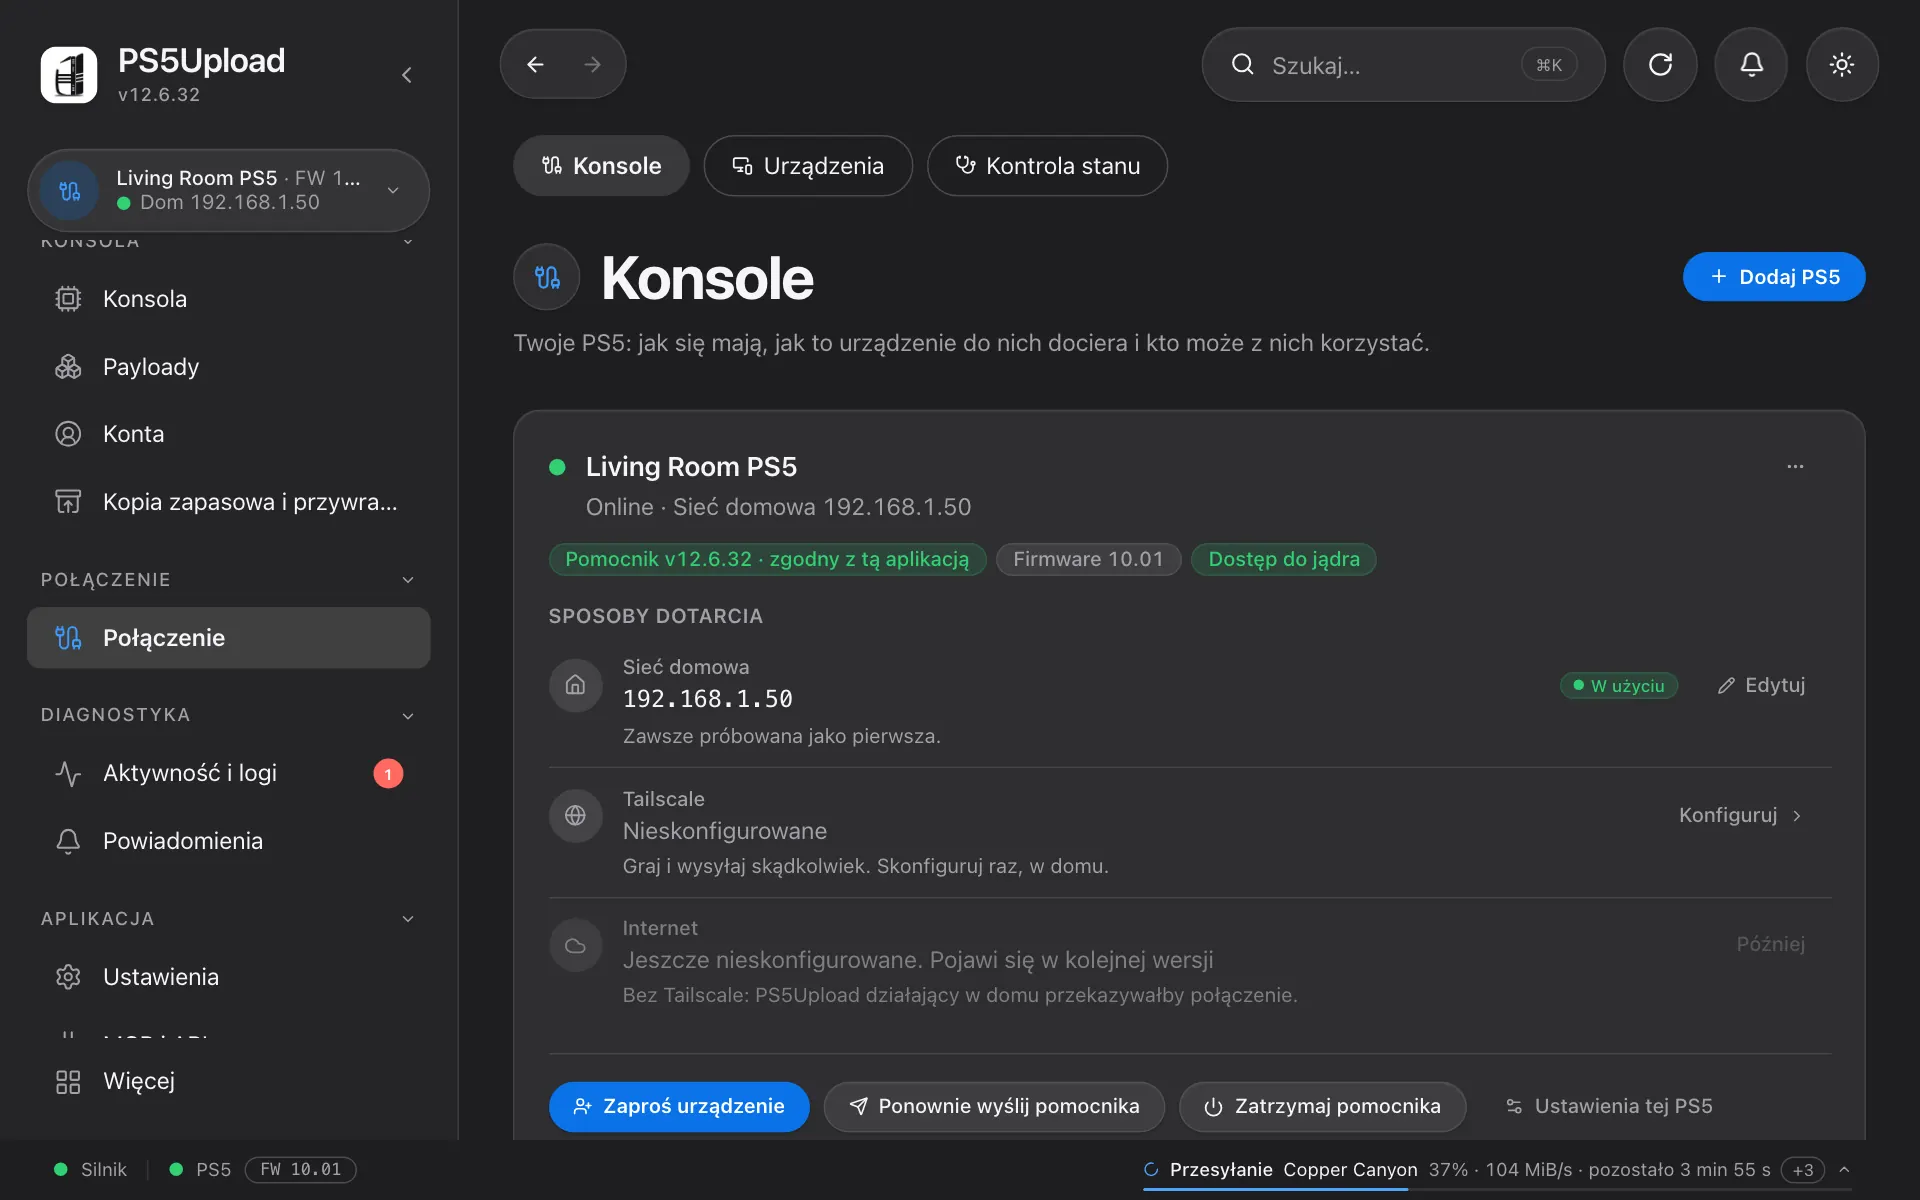 PS5Upload
v12.6.32
Living Room PS5 · FW 1...
Dom 192.168.1.50
KONSOLA
Konsola
Payloady
Konta
Kopia zapasowa i przywra...
POŁĄCZENIE
Połączenie
DIAGNOSTYKA
Aktywność i logi
1
Powiadomienia
APLIKACJA
Ustawienia
MCP i API
Więcej
Szukaj...
⌘K
Konsole
Urządzenia
Kontrola stanu
Konsole
Dodaj PS5
Twoje PS5: jak się mają, jak to urządzenie do nich dociera i kto może z nich korzystać.
Living Room PS5
Online · Sieć domowa 192.168.1.50
Pomocnik v12.6.32 · zgodny z tą aplikacją
Firmware 10.01
Dostęp do jądra
SPOSOBY DOTARCIA
Sieć domowa
192.168.1.50
Zawsze próbowana jako pierwsza.
W użyciu
Edytuj
Tailscale
Nieskonfigurowane
Graj i wysyłaj skądkolwiek. Skonfiguruj raz, w domu.
Konfiguruj
Internet
Jeszcze nieskonfigurowane. Pojawi się w kolejnej wersji
Bez Tailscale: PS5Upload działający w domu przekazywałby połączenie.
Później
Zaproś urządzenie
Ponownie wyślij pomocnika
Zatrzymaj pomocnika
Ustawienia tej PS5
Silnik
PS5
FW 10.01
Przesyłanie Copper Canyon 37% · 104 MiB/s · pozostało 3 min 55 s
+3